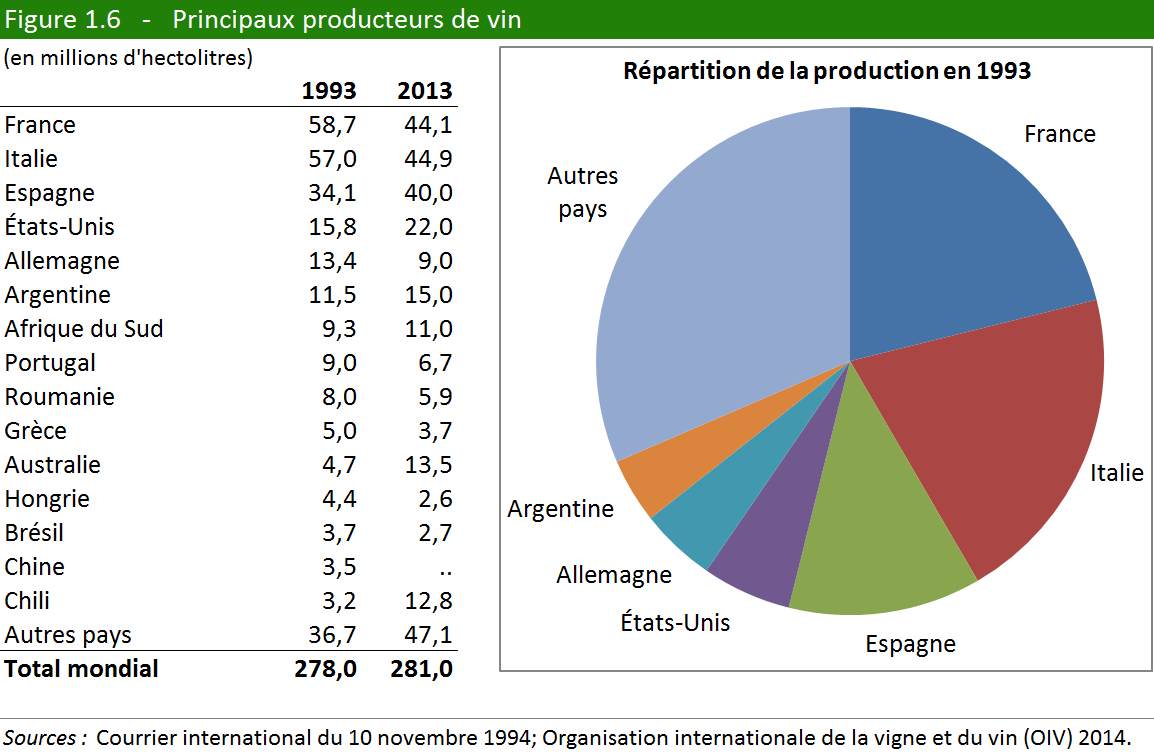 Figure 1.6 - Principaux producteurs de vin
(en millions d'hectolitres)
1993 2013
France 58,7 44,1
Italie 57,0 44,9
Espagne 34,1 40,0
États-Unis 15,8 22,0
Allemagne 13,4 9,0
Argentine 11,5 15,0
Afrique du Sud 9,3 11,0
Portugal 9,0 6,7
Roumanie 8,0 5,9
Grèce 5,0 3,7
Australie 4,7 13,5
Hongrie 4,4 2,6
Brésil 3,7 2,7
Chine 3,5 ..
Chili 3,2 12,8
Autres pays 36,7 47,1
Total mondial 278,0 281,0
Répartition de la production en 1993
France
Autres
pays
Italie
Argentine
Allemagne
États-Unis
Espagne
Sources : Courrier international du 10 novembre 1994; Organisation internationale de la vigne et du vin (OIV) 2014.